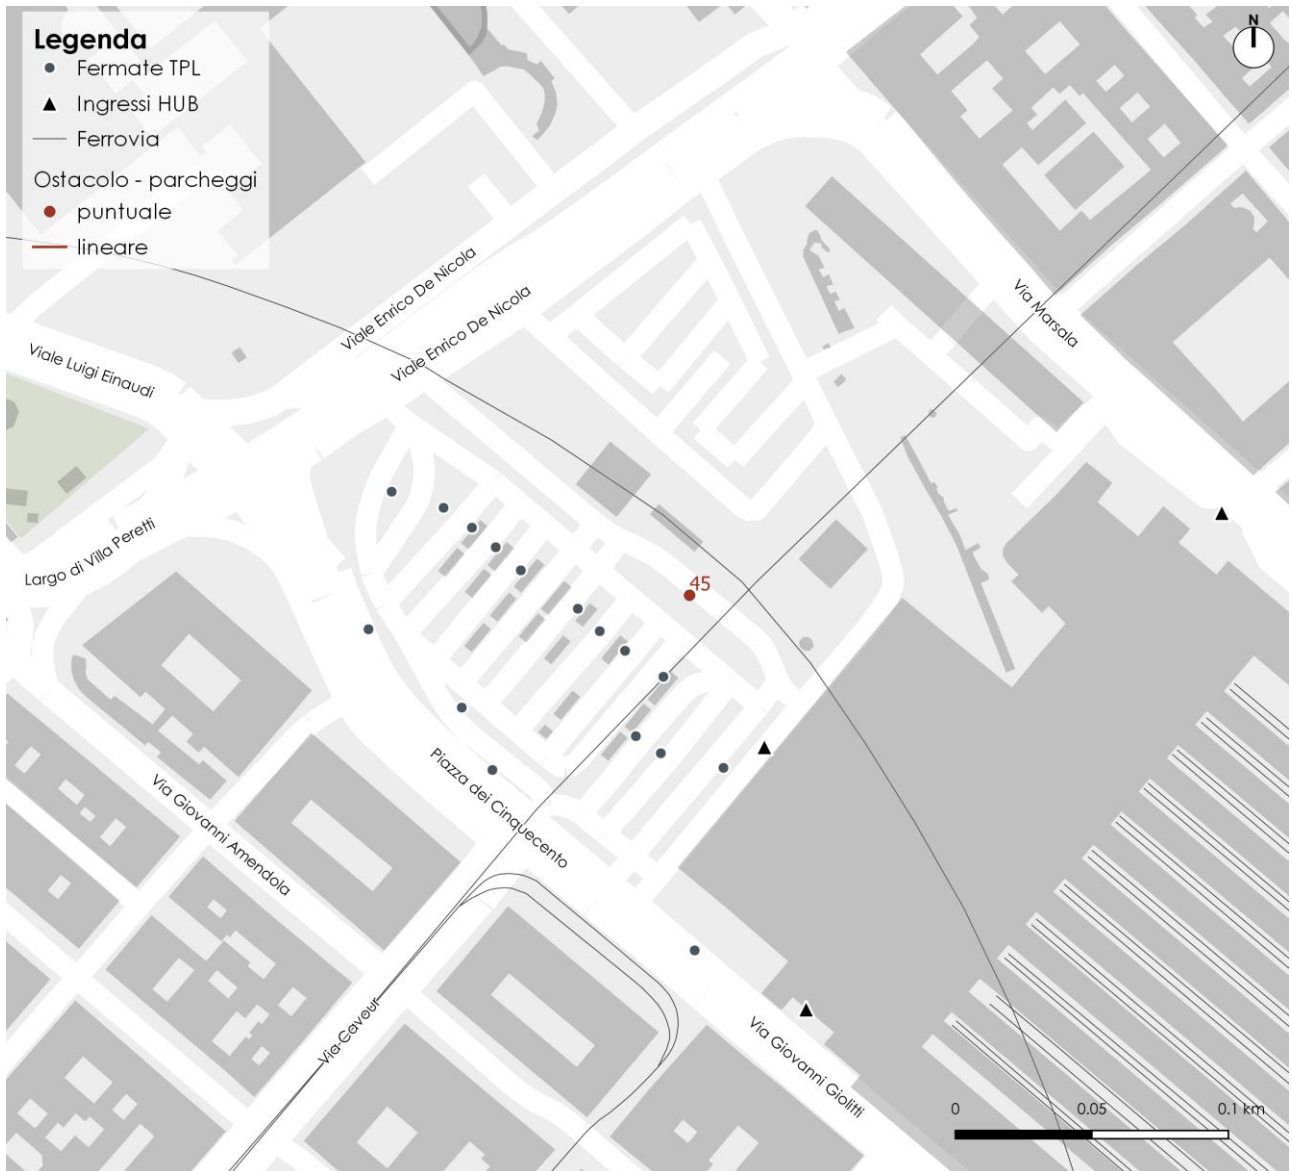 Legenda
Fermate TPL
Ingressi HUB
Ferrovia
Ostacolo - parcheggi
puntuale
lineare
N
Viale Enrico De Nicola
Viale Enrico De Nicola
Via Marsala
Viale Luigi Einaudi
Largo di Villa Peretti
45
Piazza dei Cinquecento
Via Giovanni Amendola
Via Cavour
Via Giovanni Giolitti
0 0.05 0.1 km